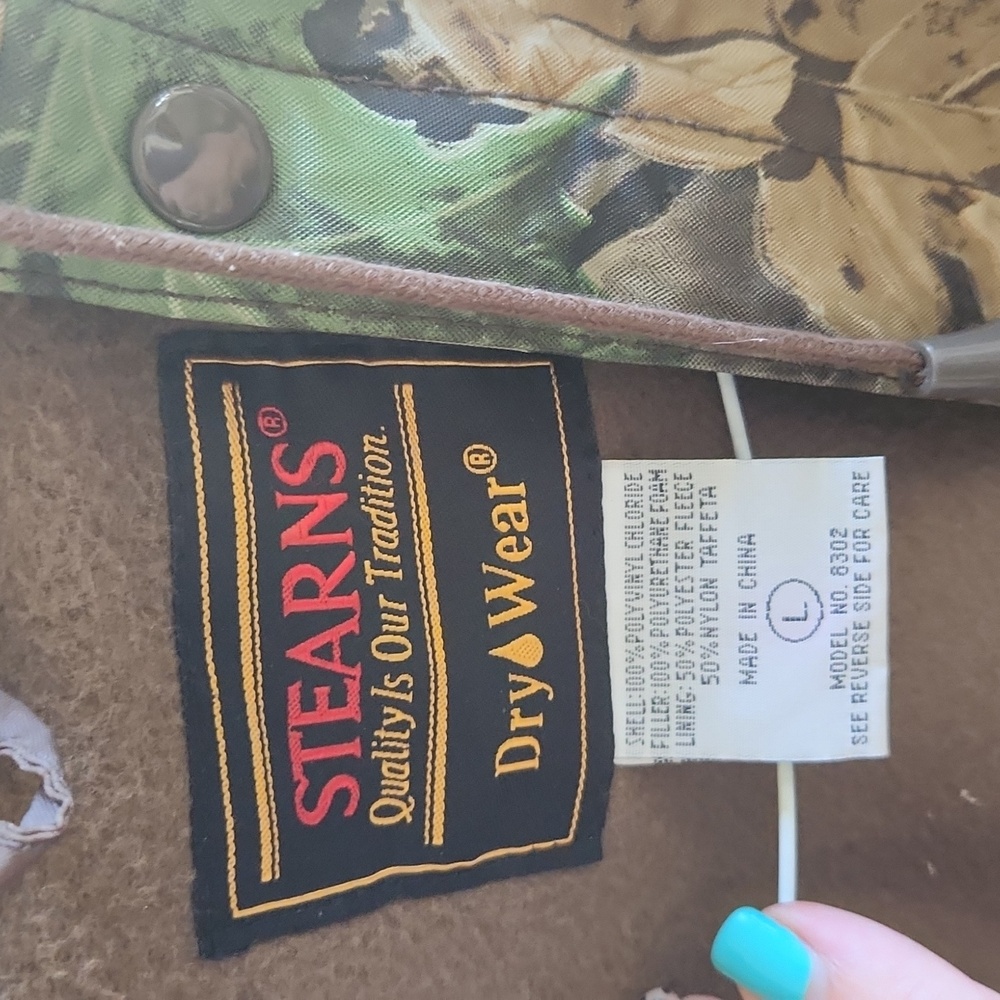 STEARNS®
Quality Is Our Tradition.
Dry Wear®
SHELL:100%POLYVINYL CHLORIDE
FILLER:100%POLYURETHANE FOAM
LINING:50%POLYESTER FLEECE
50%NYLON TAFFETA
MADE IN CHINA
L
MODEL NO. 8302
SEE REVERSE SIDE FOR CARE